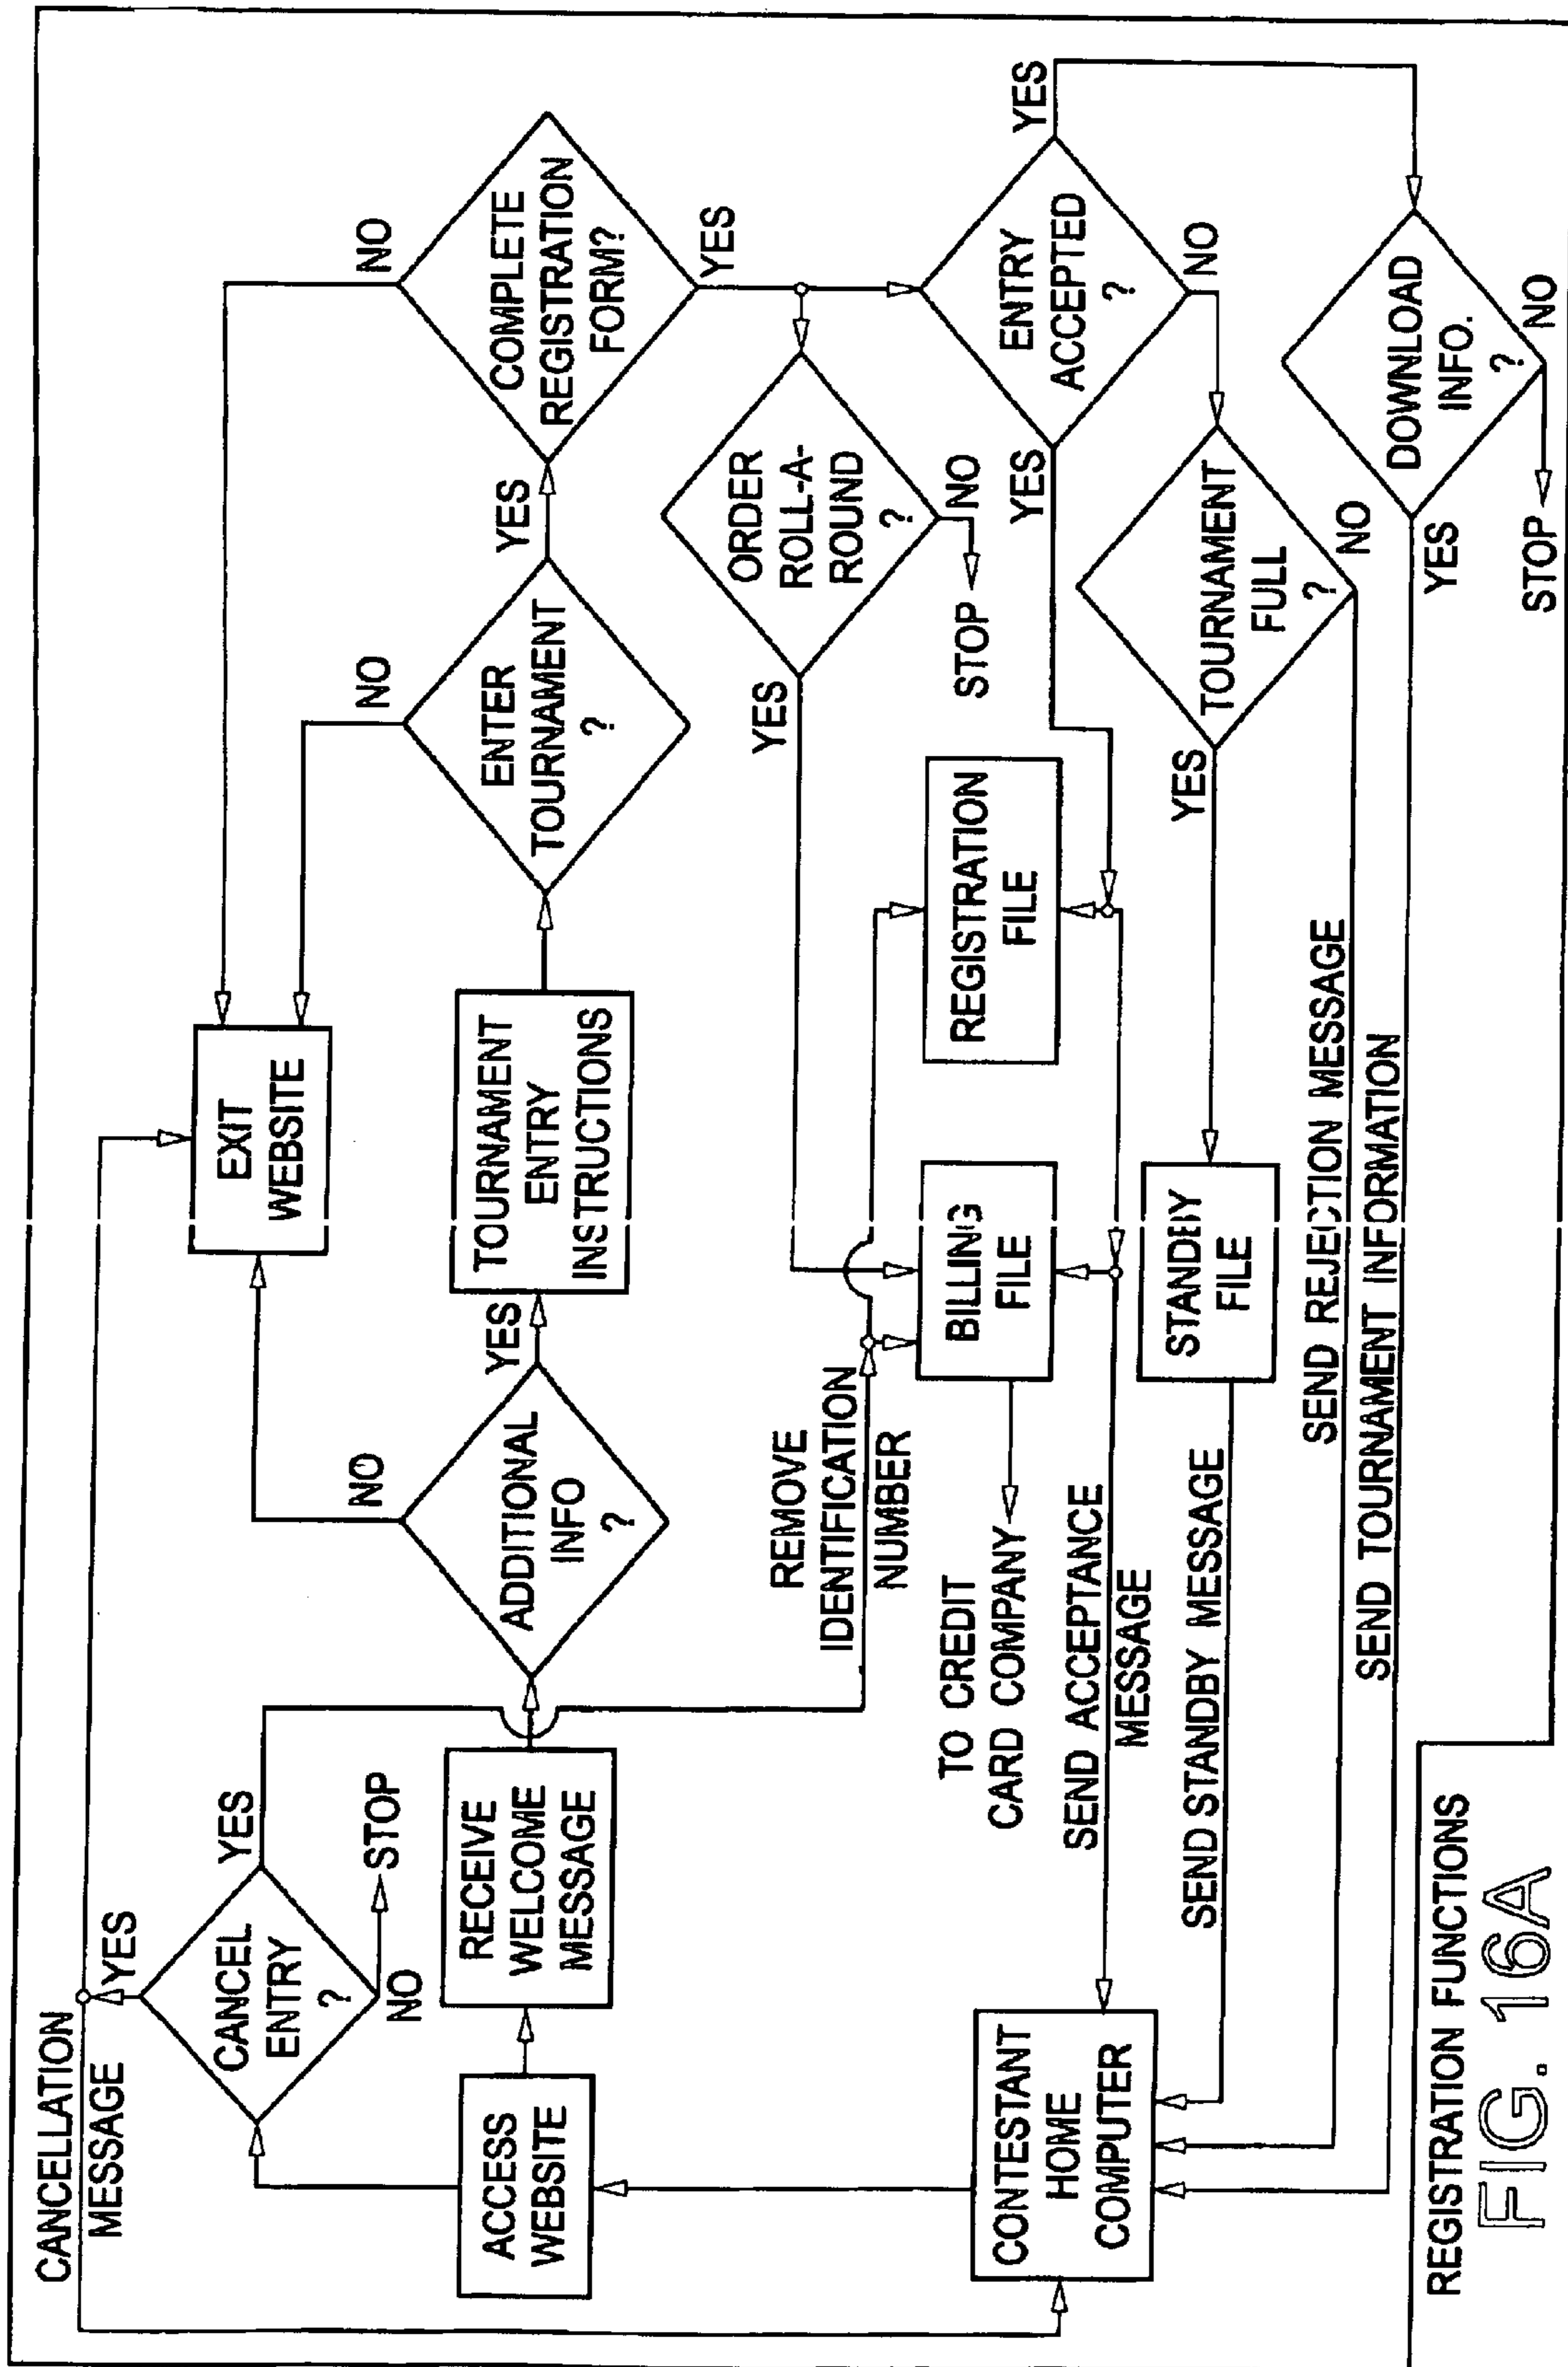 CANCELLATION
MESSAGE
YES
CANCEL
ENTRY
?
YES
NO
STOP
EXIT
WEBSITE
NO
NO
NO
ACCESS
WEBSITE
RECEIVE
WELCOME
MESSAGE
ADDITIONAL
INFO
?
YES
TOURNAMENT
ENTRY
INSTRUCTIONS
ENTER
TOURNAMENT
?
YES
COMPLETE
REGISTRATION
FORM?
YES
REMOVE
IDENTIFICATION
NUMBER
YES
ORDER
ROLL-A-
ROUND
?
NO
STOP
CONTESTANT
HOME
COMPUTER
TO CREDIT
CARD COMPANY
BILLING
FILE
REGISTRATION
FILE
YES
ENTRY
ACCEPTED
?
YES
NO
SEND ACCEPTANCE
MESSAGE
SEND STANDBY MESSAGE
STANDBY
FILE
YES
TOURNAMENT
FULL
?
NO
SEND REJECTION MESSAGE
SEND TOURNAMENT INFORMATION
YES
DOWNLOAD
INFO.
?
NO
STOP
REGISTRATION FUNCTIONS
FIG. 16A